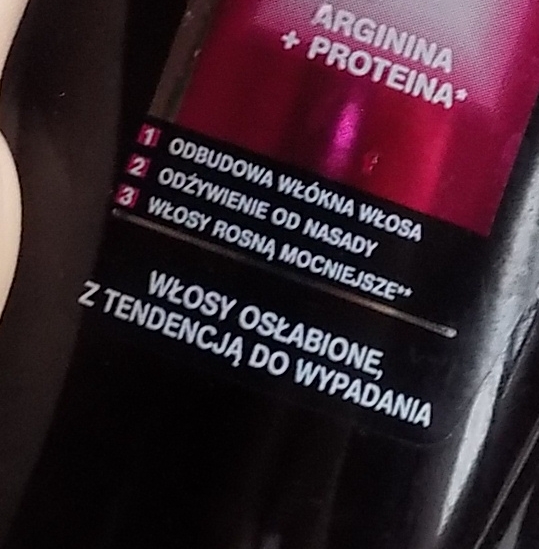 ARGININA
+ PROTEINA*
1 ODBUDOWA WŁÓKNA WŁOSA
2 ODŻYWIENIE OD NASADY
3 WŁOSY ROSNĄ MOCNIEJSZE**
WŁOSY OSŁABIONE,
Z TENDENCJĄ DO WYPADANIA